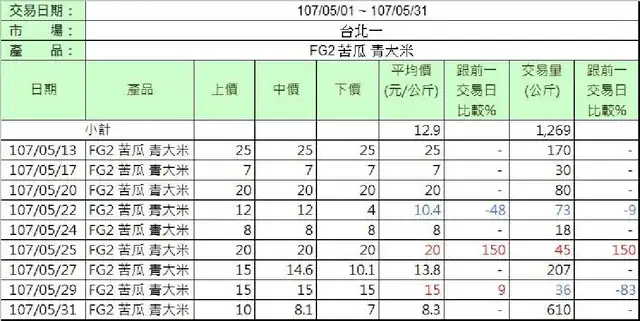 交易日期： 107/05/01 ~ 107/05/31
市 場： 台北一
產 品： FG2 苦瓜 青大米
日期 產品 上價 中價 下價 平均價 (元/公斤) 跟前一交易日比較% 交易量 (公斤) 跟前一交易日比較%
小計 12.9 1,269
107/05/13 FG2 苦瓜 青大米 25 25 25 25 - 170 -
107/05/17 FG2 苦瓜 青大米 7 7 7 7 - 30 -
107/05/20 FG2 苦瓜 青大米 20 20 20 20 - 80 -
107/05/22 FG2 苦瓜 青大米 12 12 4 10.4 -48 73 -9
107/05/24 FG2 苦瓜 青大米 8 8 8 8 - 18 -
107/05/25 FG2 苦瓜 青大米 20 20 20 20 150 45 150
107/05/27 FG2 苦瓜 青大米 15 14.6 10.1 13.8 - 207 -
107/05/29 FG2 苦瓜 青大米 15 15 15 15 9 36 -83
107/05/31 FG2 苦瓜 青大米 10 8.1 7 8.3 - 610 -